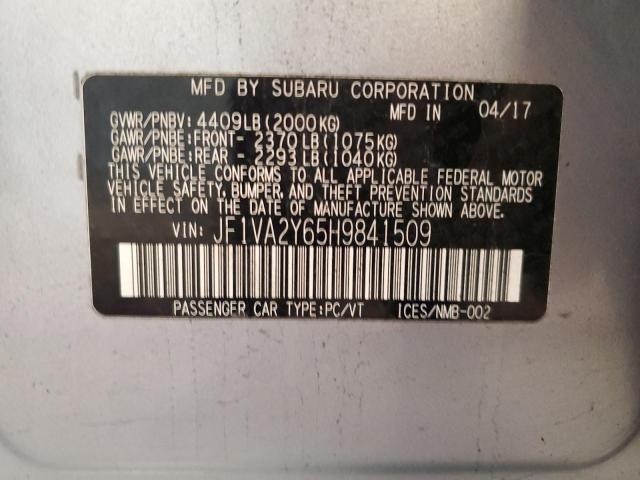 MFD BY SUBARU CORPORATION
MFD IN 04/17
GVWR/PNBV: 4409LB(2000KG)
GAWR/PNBE:FRONT- 2370LB(1075KG)
GAWR/PNBE:REAR - 2293LB(1040KG)
THIS VEHICLE CONFORMS TO ALL APPLICABLE FEDERAL MOTOR
VEHICLE SAFETY, BUMPER, AND THEFT PREVENTION STANDARDS
IN EFFECT ON THE DATE OF MANUFACTURE SHOWN ABOVE.
VIN: JF1VA2Y65H9841509
PASSENGER CAR TYPE:PC/VT ICES/NMB-002